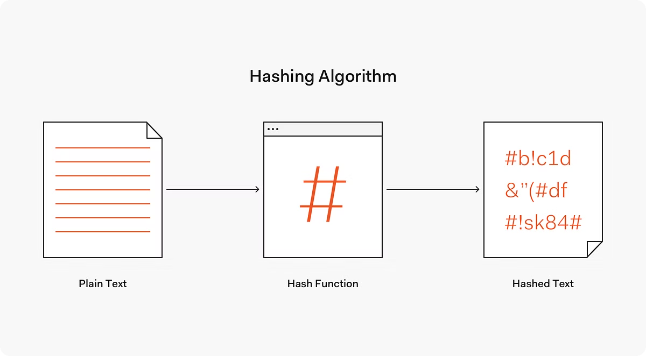 Hashing Algorithm
#
#b!c1d
&"(#df
#!sk84#
Plain Text
Hash Function
Hashed Text